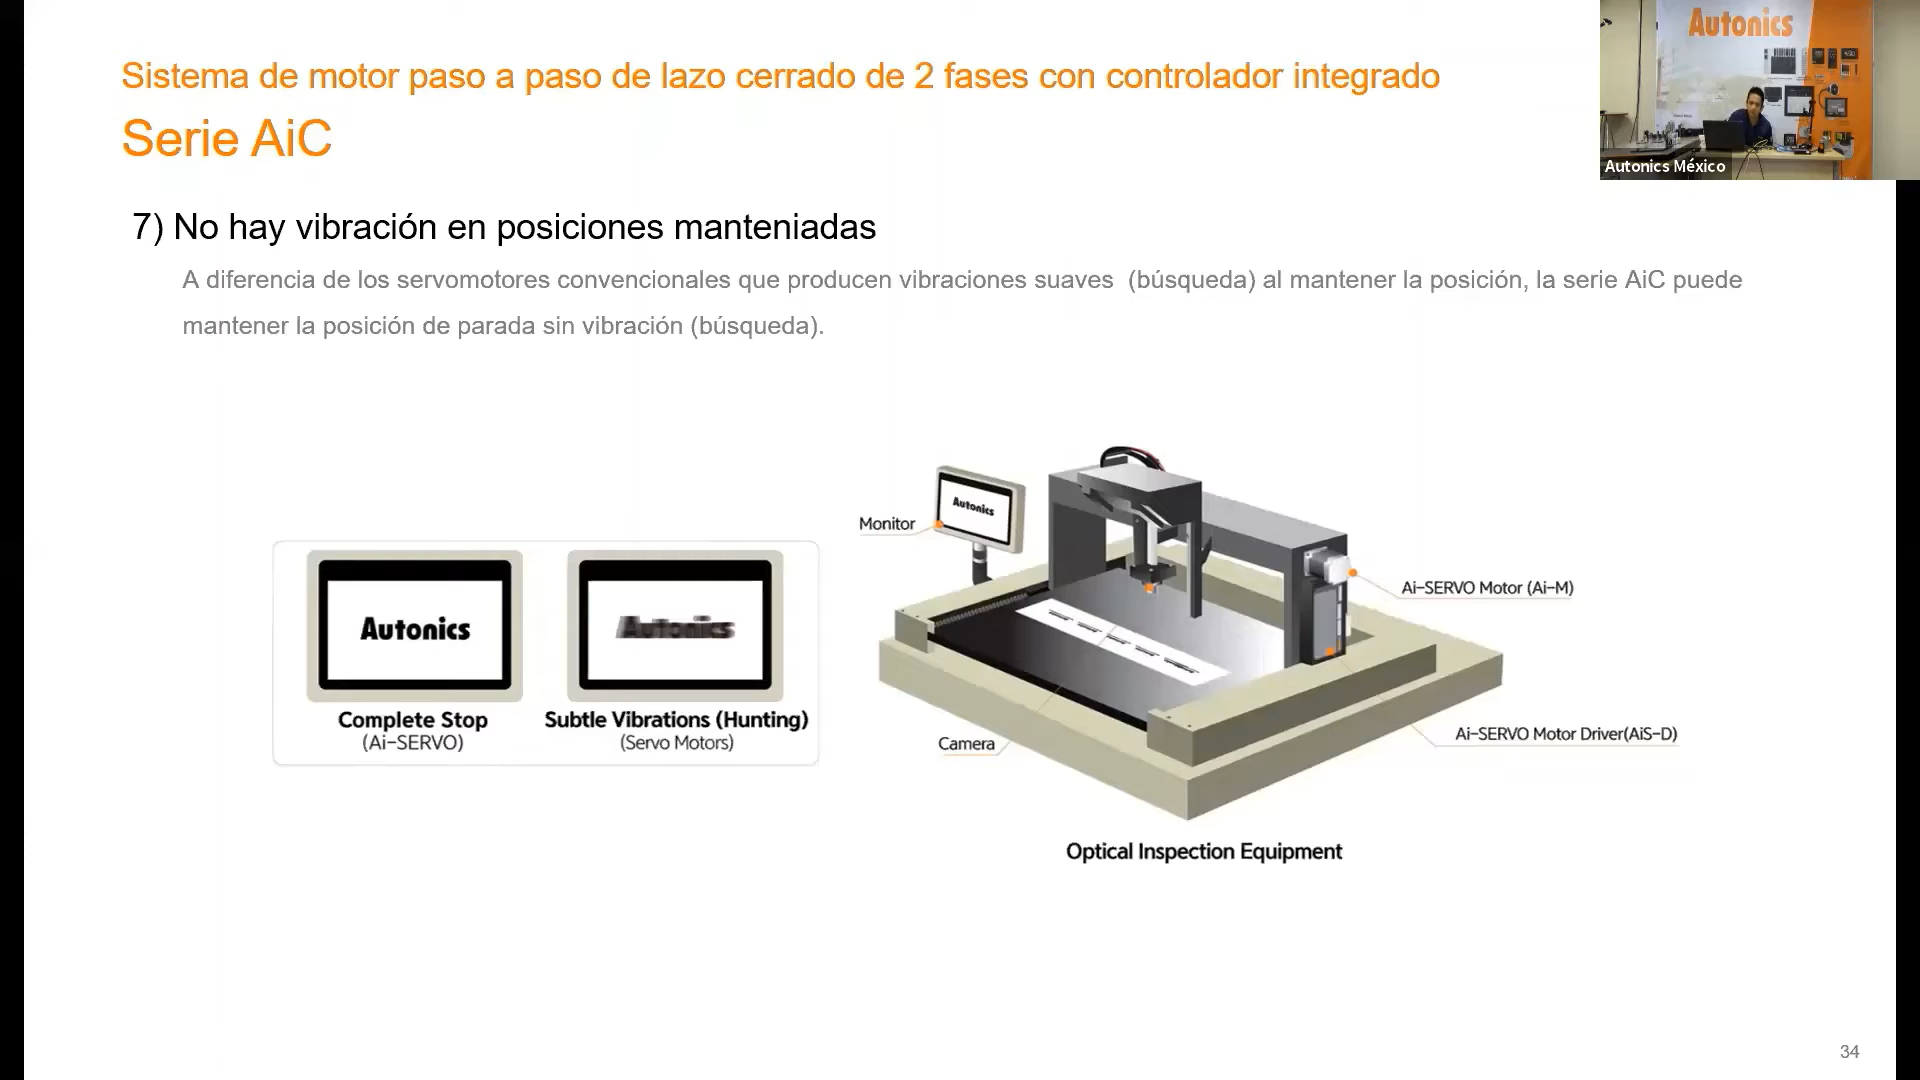 Sistema de motor paso a paso de lazo cerrado de 2 fases con controlador integrado
Serie AiC
Autonics
Autonics México
7) No hay vibración en posiciones manteniadas
A diferencia de los servomotores convencionales que producen vibraciones suaves (búsqueda) al mantener la posición, la serie AiC puede
mantener la posición de parada sin vibración (búsqueda).
Autonics
Monitor
Ai-SERVO Motor (Ai-M)
Autonics
Autonics
Complete Stop
Subtle Vibrations (Hunting)
(Ai-SERVO)
(Servo Motors)
Camera
Ai-SERVO Motor Driver(AiS-D)
Optical Inspection Equipment
34